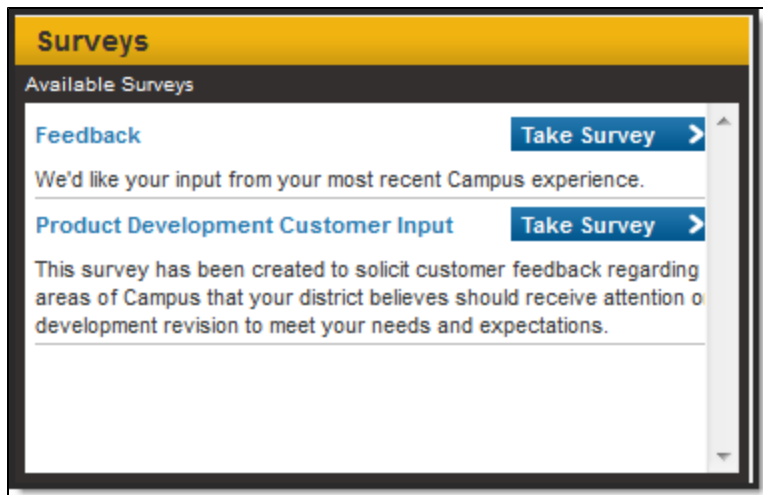 Surveys
Available Surveys
Feedback
Take Survey
We'd like your input from your most recent Campus experience.
Product Development Customer Input
Take Survey
This survey has been created to solicit customer feedback regarding
areas of Campus that your district believes should receive attention
development revision to meet your needs and expectations.